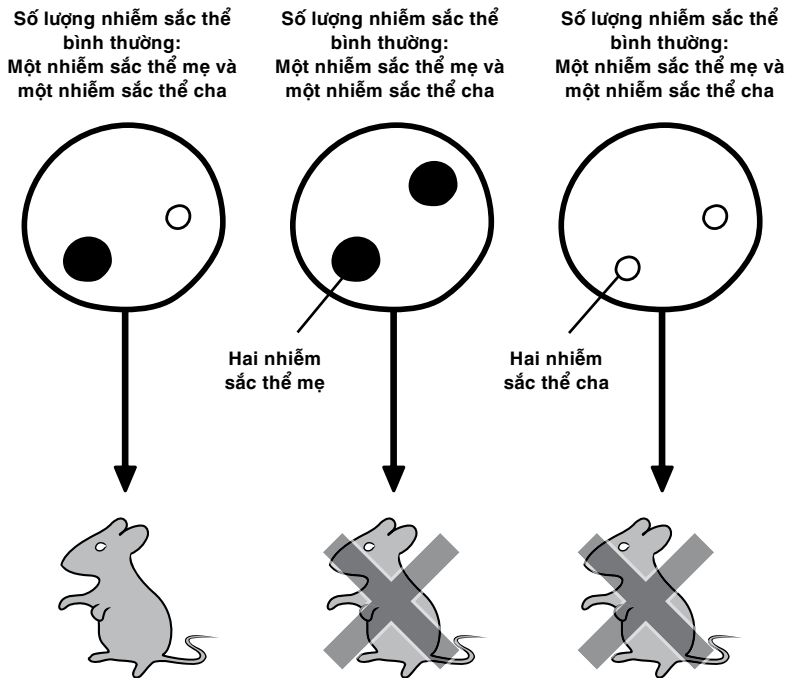 Số lượng nhiễm sắc thể
bình thường:
Một nhiễm sắc thể mẹ và
một nhiễm sắc thể cha
Số lượng nhiễm sắc thể
bình thường:
Một nhiễm sắc thể mẹ và
một nhiễm sắc thể cha
Số lượng nhiễm sắc thể
bình thường:
Một nhiễm sắc thể mẹ và
một nhiễm sắc thể cha
Hai nhiễm
sắc thể mẹ
Hai nhiễm
sắc thể cha